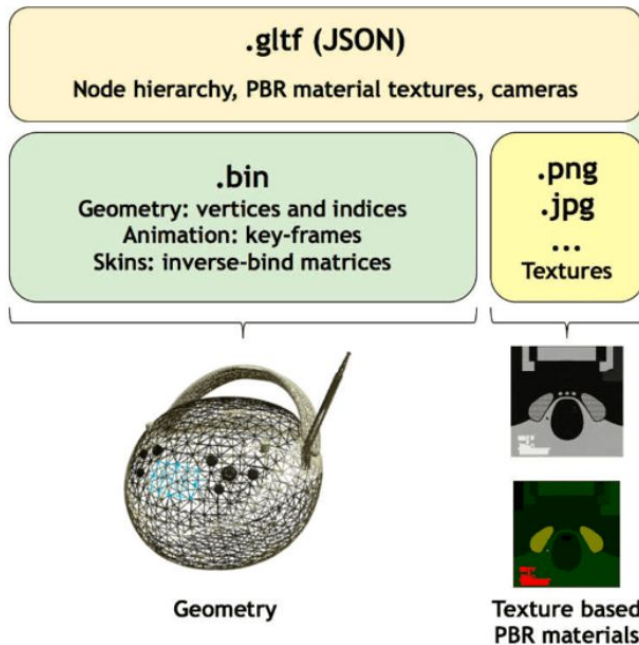 .gltf (JSON)
Node hierarchy, PBR material textures, cameras
.bin
Geometry: vertices and indices
Animation: key-frames
Skins: inverse-bind matrices
.png
.jpg
...
Textures
Geometry
Texture based
PBR materials